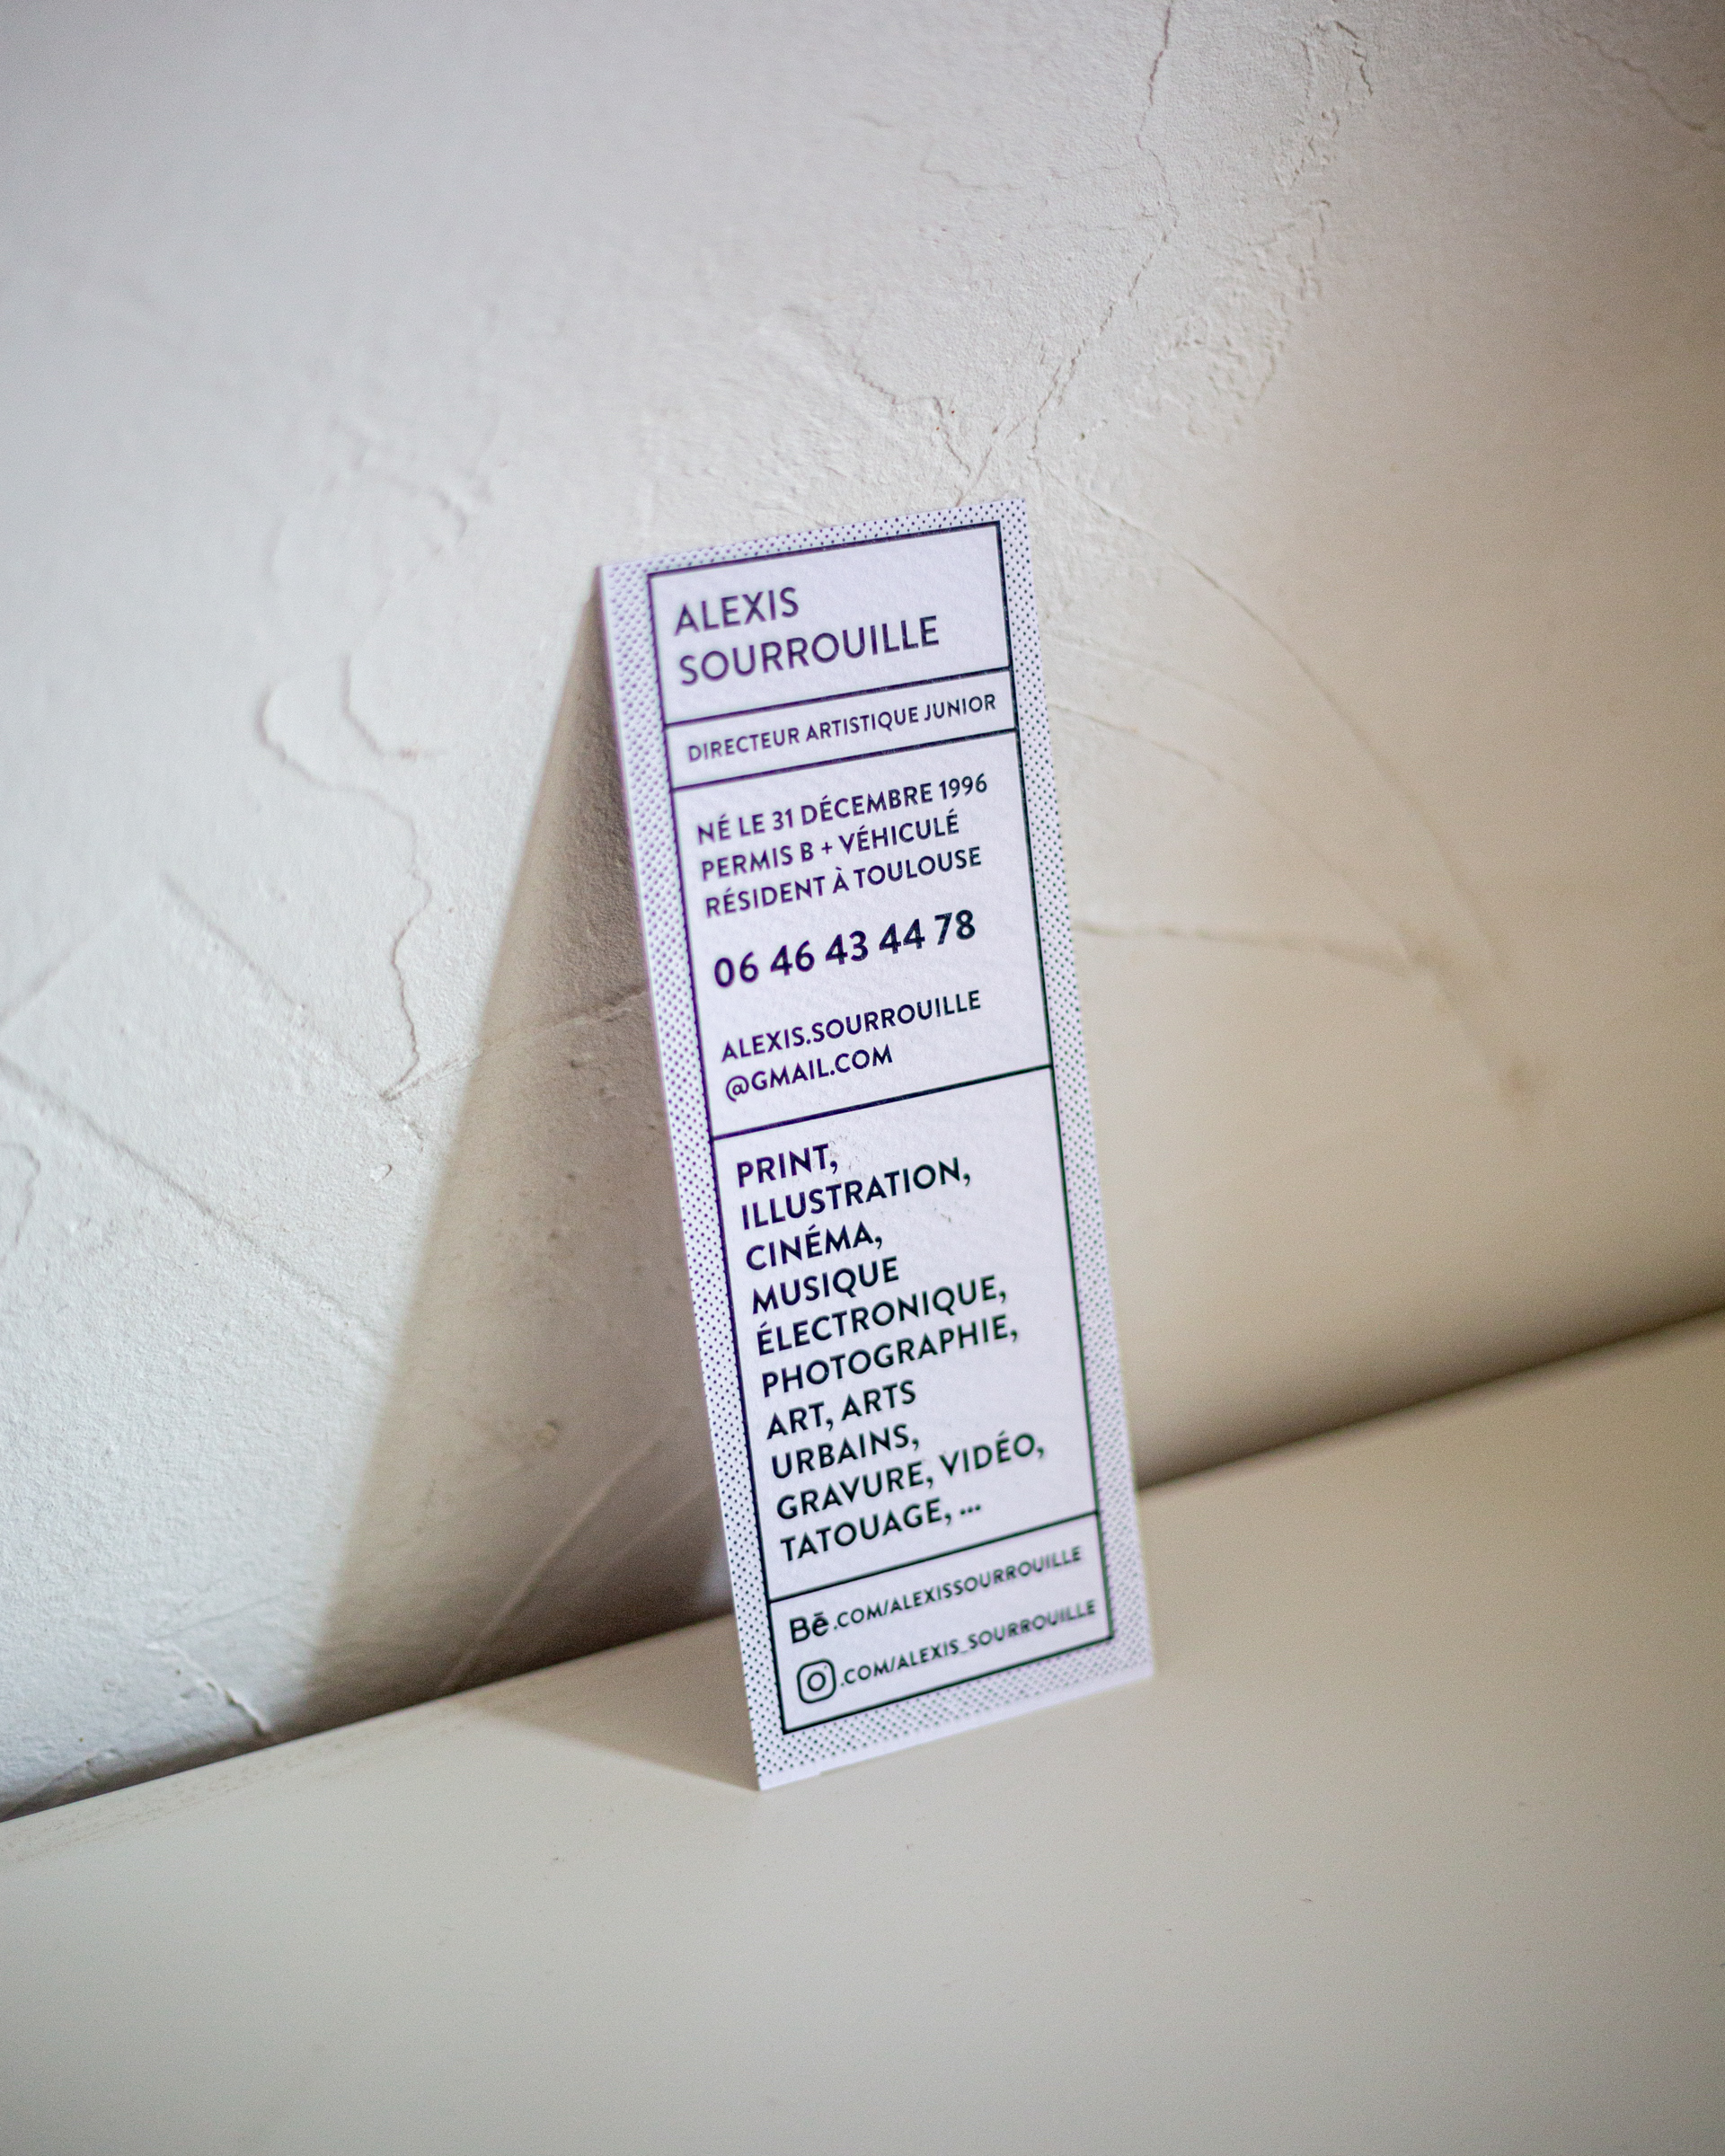 ALEXIS
SOURROUILLE
DIRECTEUR ARTISTIQUE JUNIOR
NÉ LE 31 DÉCEMBRE 1996
PERMIS B + VÉHICULÉ
RÉSIDENT À TOULOUSE
06 46 43 44 78
ALEXIS.SOURROUILLE
@GMAIL.COM
PRINT,
ILLUSTRATION,
CINÉMA,
MUSIQUE
ÉLECTRONIQUE,
PHOTOGRAPHIE,
ART, ARTS
URBAINS,
GRAVURE, VIDÉO,
TATOUAGE, ...
Bē.COM/ALEXISSOURROUILLE
.COM/ALEXIS_SOURROUILLE